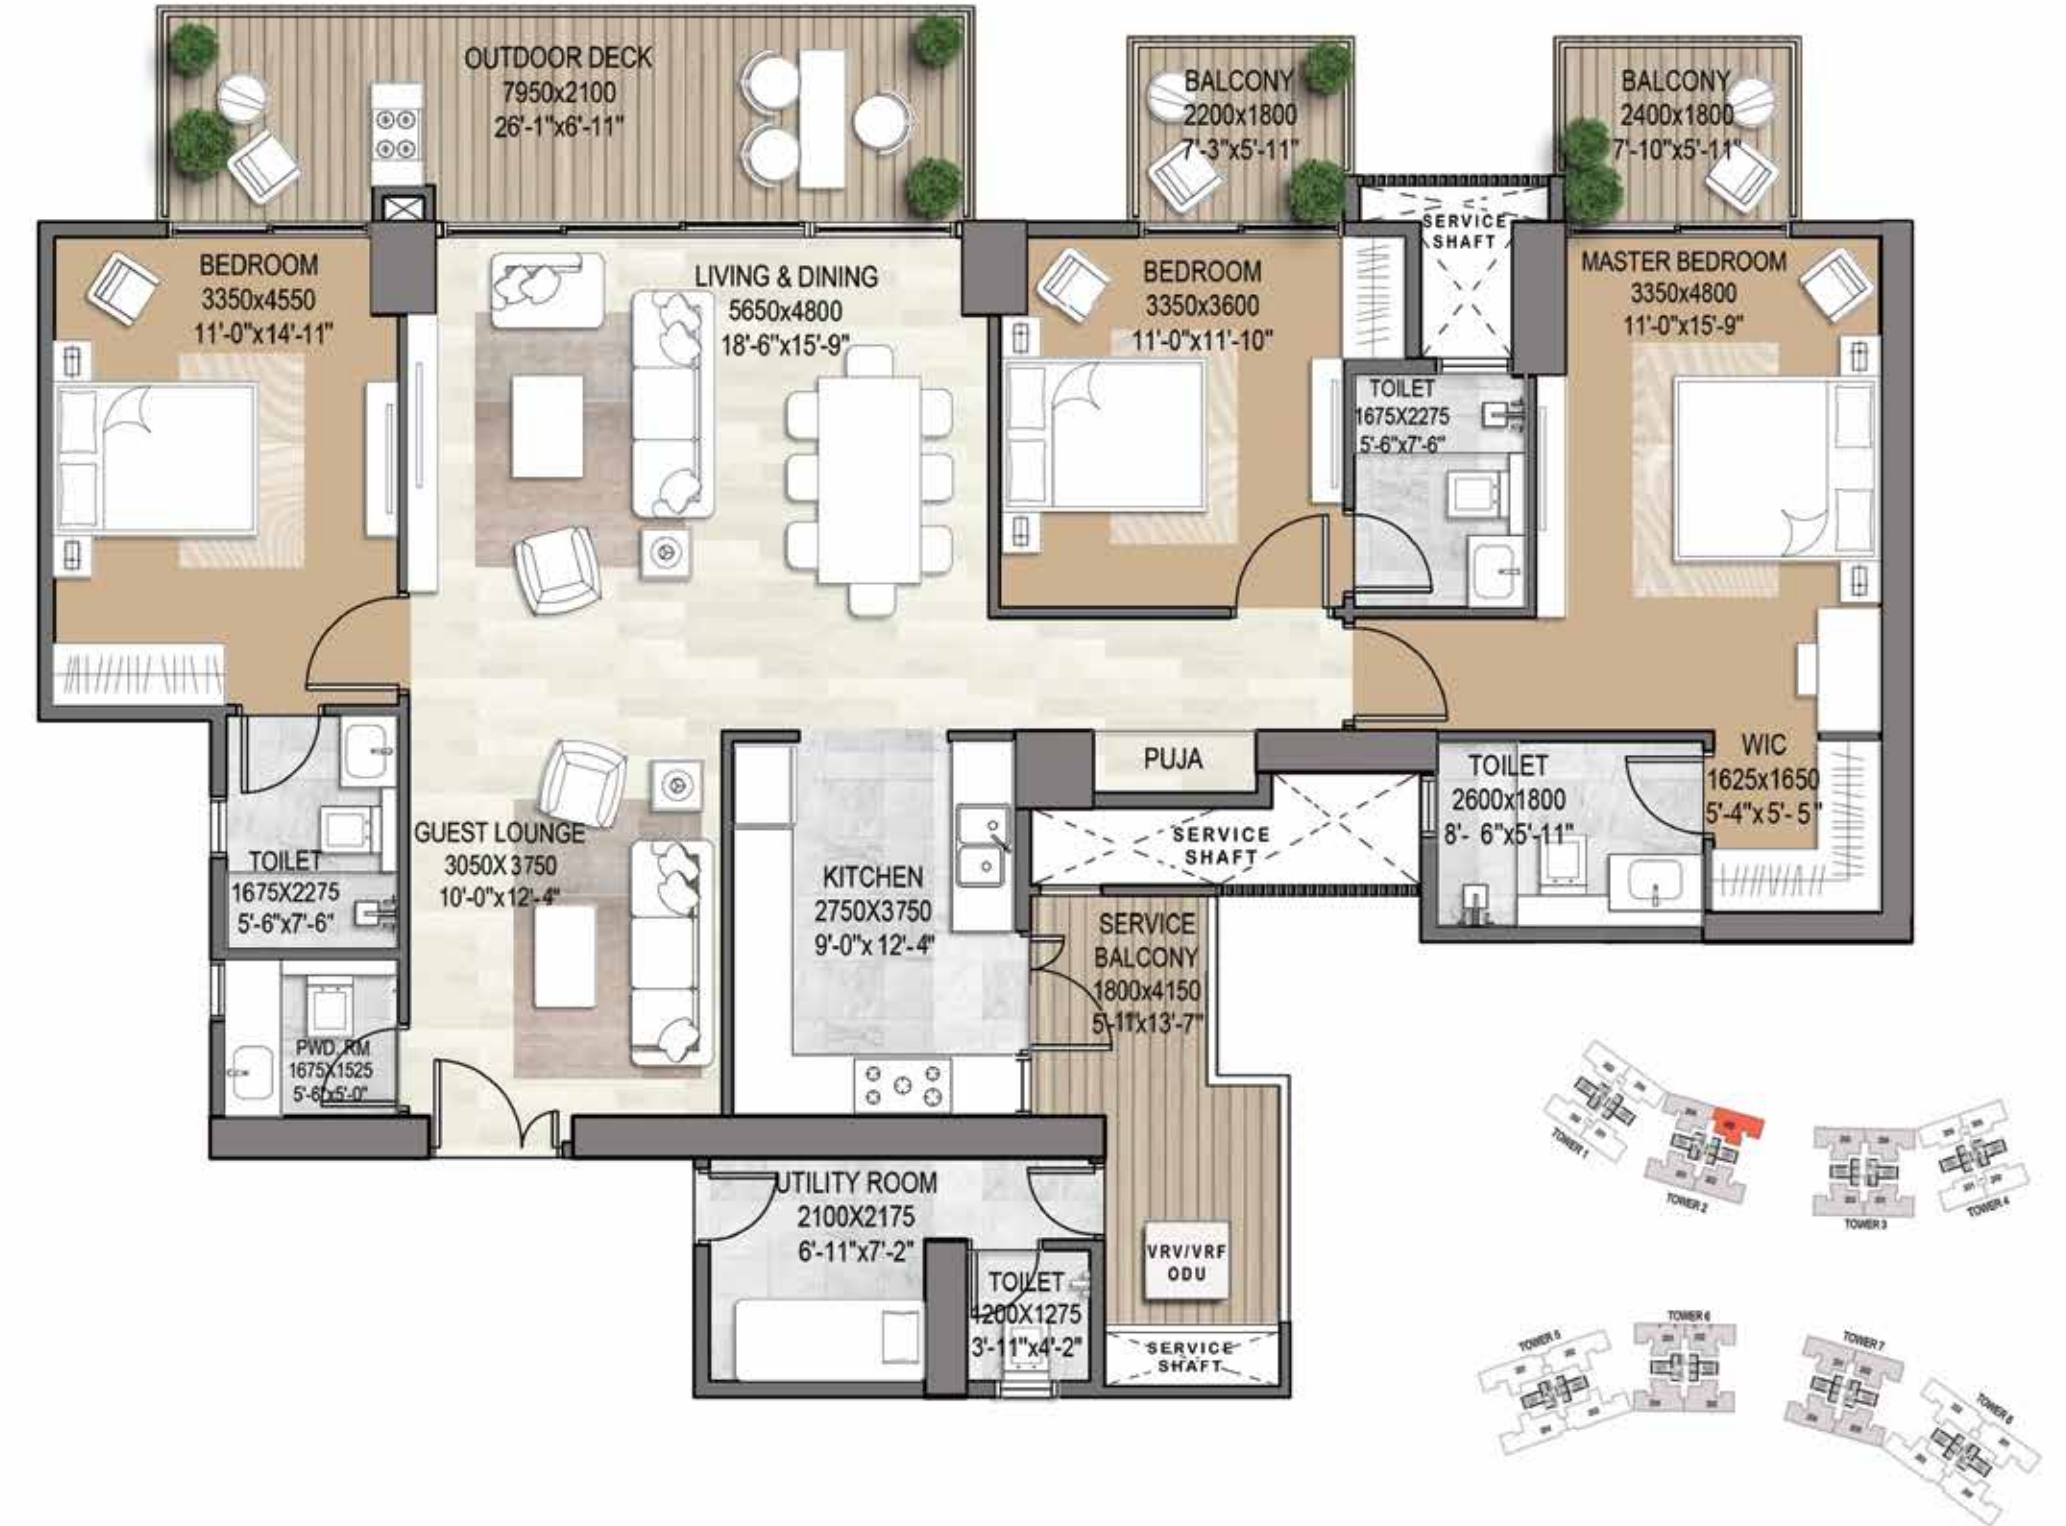 OUTDOOR DECK
7950x2100
26'-1"x6'-11"
BALCONY
2200x1800
7'-3"x5'-11"
BALCONY
2400x1800
7'-10"x5'-11"
SERVICE
SHAFT
BEDROOM
3350x4550
11'-0"x14'-11"
LIVING & DINING
5650x4800
18'-6"x15'-9"
BEDROOM
3350x3600
11'-0"x11'-10"
MASTER BEDROOM
3350x4800
11'-0"x15'-9"
TOILET
1675X2275
5'-6"x7'-6"
PUJA
WIC
1625x1650
5'-4"x5'-5"
TOILET
2600x1800
8'- 6"x5'-11"
SERVICE
SHAFT
GUEST LOUNGE
3050X3750
10'-0"x12'-4"
TOILET
1675X2275
5'-6"x7'-6"
KITCHEN
2750X3750
9'-0"x 12'-4"
SERVICE
BALCONY
1800x4150
5'-11"x13'-7"
PWD. RM
1675X1525
5'-6"x5'-0"
UTILITY ROOM
2100X2175
6'-11"x7'-2"
VRV/VRF
ODU
TOILET
1200X1275
3'-11"x4'-2"
SERVICE
SHAFT
TOWER 1
TOWER 2
TOWER 3
TOWER 4
TOWER 5
TOWER 6
TOWER 7
TOWER 8